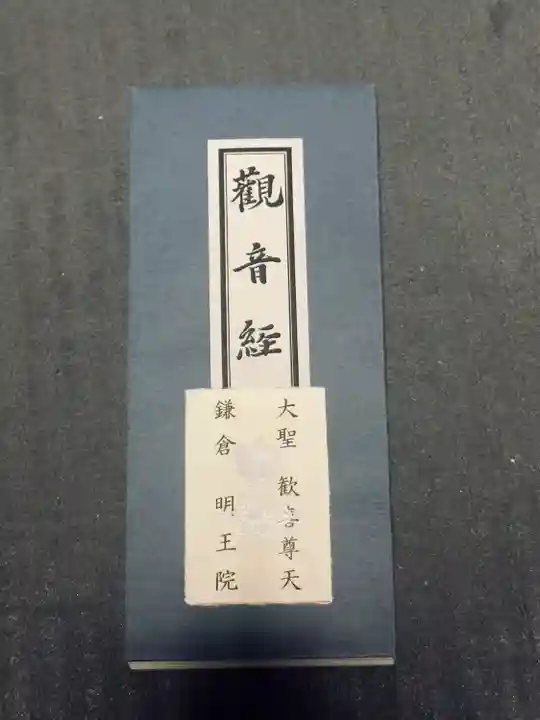 觀音経
大聖 歓喜尊天
鎌倉 明王院